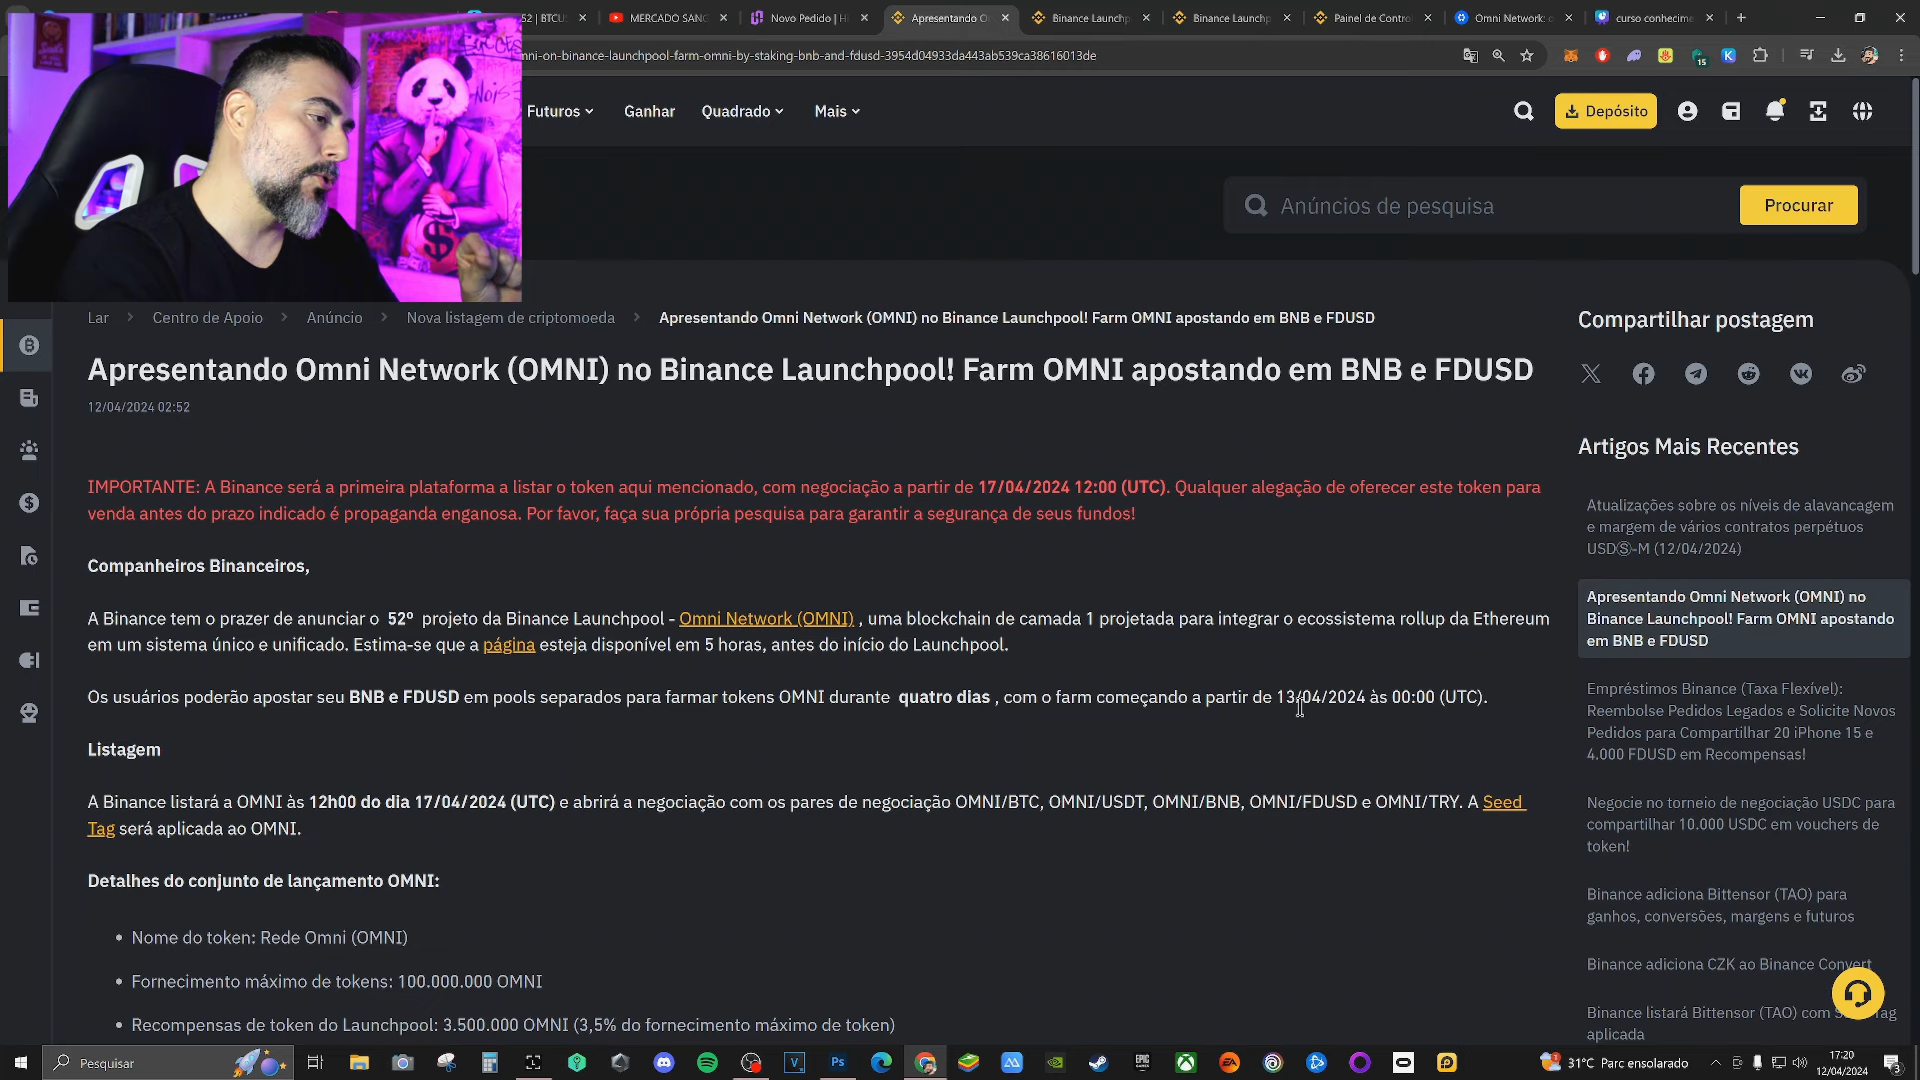 52 | BTCUS
MERCADO SANG
Novo Pedido | H
Apresentando O
Binance Launchp
Binance Launchp
Painel de Contro
Omni Network: o
curso conhecime
mni-on-binance-launchpool-farm-omni-by-staking-bnb-and-fdusd-3954d04933da443ab539ca38616013de
15
Futuros
Ganhar
Quadrado
Mais
Depósito
Anúncios de pesquisa
Procurar
Lar > Centro de Apoio > Anúncio > Nova listagem de criptomoeda > Apresentando Omni Network (OMNI) no Binance Launchpool! Farm OMNI apostando em BNB e FDUSD
Apresentando Omni Network (OMNI) no Binance Launchpool! Farm OMNI apostando em BNB e FDUSD
12/04/2024 02:52
IMPORTANTE: A Binance será a primeira plataforma a listar o token aqui mencionado, com negociação a partir de 17/04/2024 12:00 (UTC). Qualquer alegação de oferecer este token para
venda antes do prazo indicado é propaganda enganosa. Por favor, faça sua própria pesquisa para garantir a segurança de seus fundos!
Companheiros Binanceiros,
A Binance tem o prazer de anunciar o 52º projeto da Binance Launchpool - Omni Network (OMNI) , uma blockchain de camada 1 projetada para integrar o ecossistema rollup da Ethereum
em um sistema único e unificado. Estima-se que a página esteja disponível em 5 horas, antes do início do Launchpool.
Os usuários poderão apostar seu BNB e FDUSD em pools separados para farmar tokens OMNI durante quatro dias , com o farm começando a partir de 13/04/2024 às 00:00 (UTC).
Listagem
A Binance listará a OMNI às 12h00 do dia 17/04/2024 (UTC) e abrirá a negociação com os pares de negociação OMNI/BTC, OMNI/USDT, OMNI/BNB, OMNI/FDUSD e OMNI/TRY. A Seed
Tag será aplicada ao OMNI.
Detalhes do conjunto de lançamento OMNI:
• Nome do token: Rede Omni (OMNI)
• Fornecimento máximo de tokens: 100.000.000 OMNI
• Recompensas de token do Launchpool: 3.500.000 OMNI (3,5% do fornecimento máximo de token)
Compartilhar postagem
Artigos Mais Recentes
Atualizações sobre os níveis de alavancagem
e margem de vários contratos perpétuos
USDⓈ-M (12/04/2024)
Apresentando Omni Network (OMNI) no
Binance Launchpool! Farm OMNI apostando
em BNB e FDUSD
Empréstimos Binance (Taxa Flexível):
Reembolse Pedidos Legados e Solicite Novos
Pedidos para Compartilhar 20 iPhone 15 e
4.000 FDUSD em Recompensas!
Negocie no torneio de negociação USDC para
compartilhar 10.000 USDC em vouchers de
token!
Binance adiciona Bittensor (TAO) para
ganhos, conversões, margens e futuros
Binance adiciona CZK ao Binance Convert
Binance listará Bittensor (TAO) com
aplicada
Pesquisar
31°C Parc ensolarado
17:20
12/04/2024
3